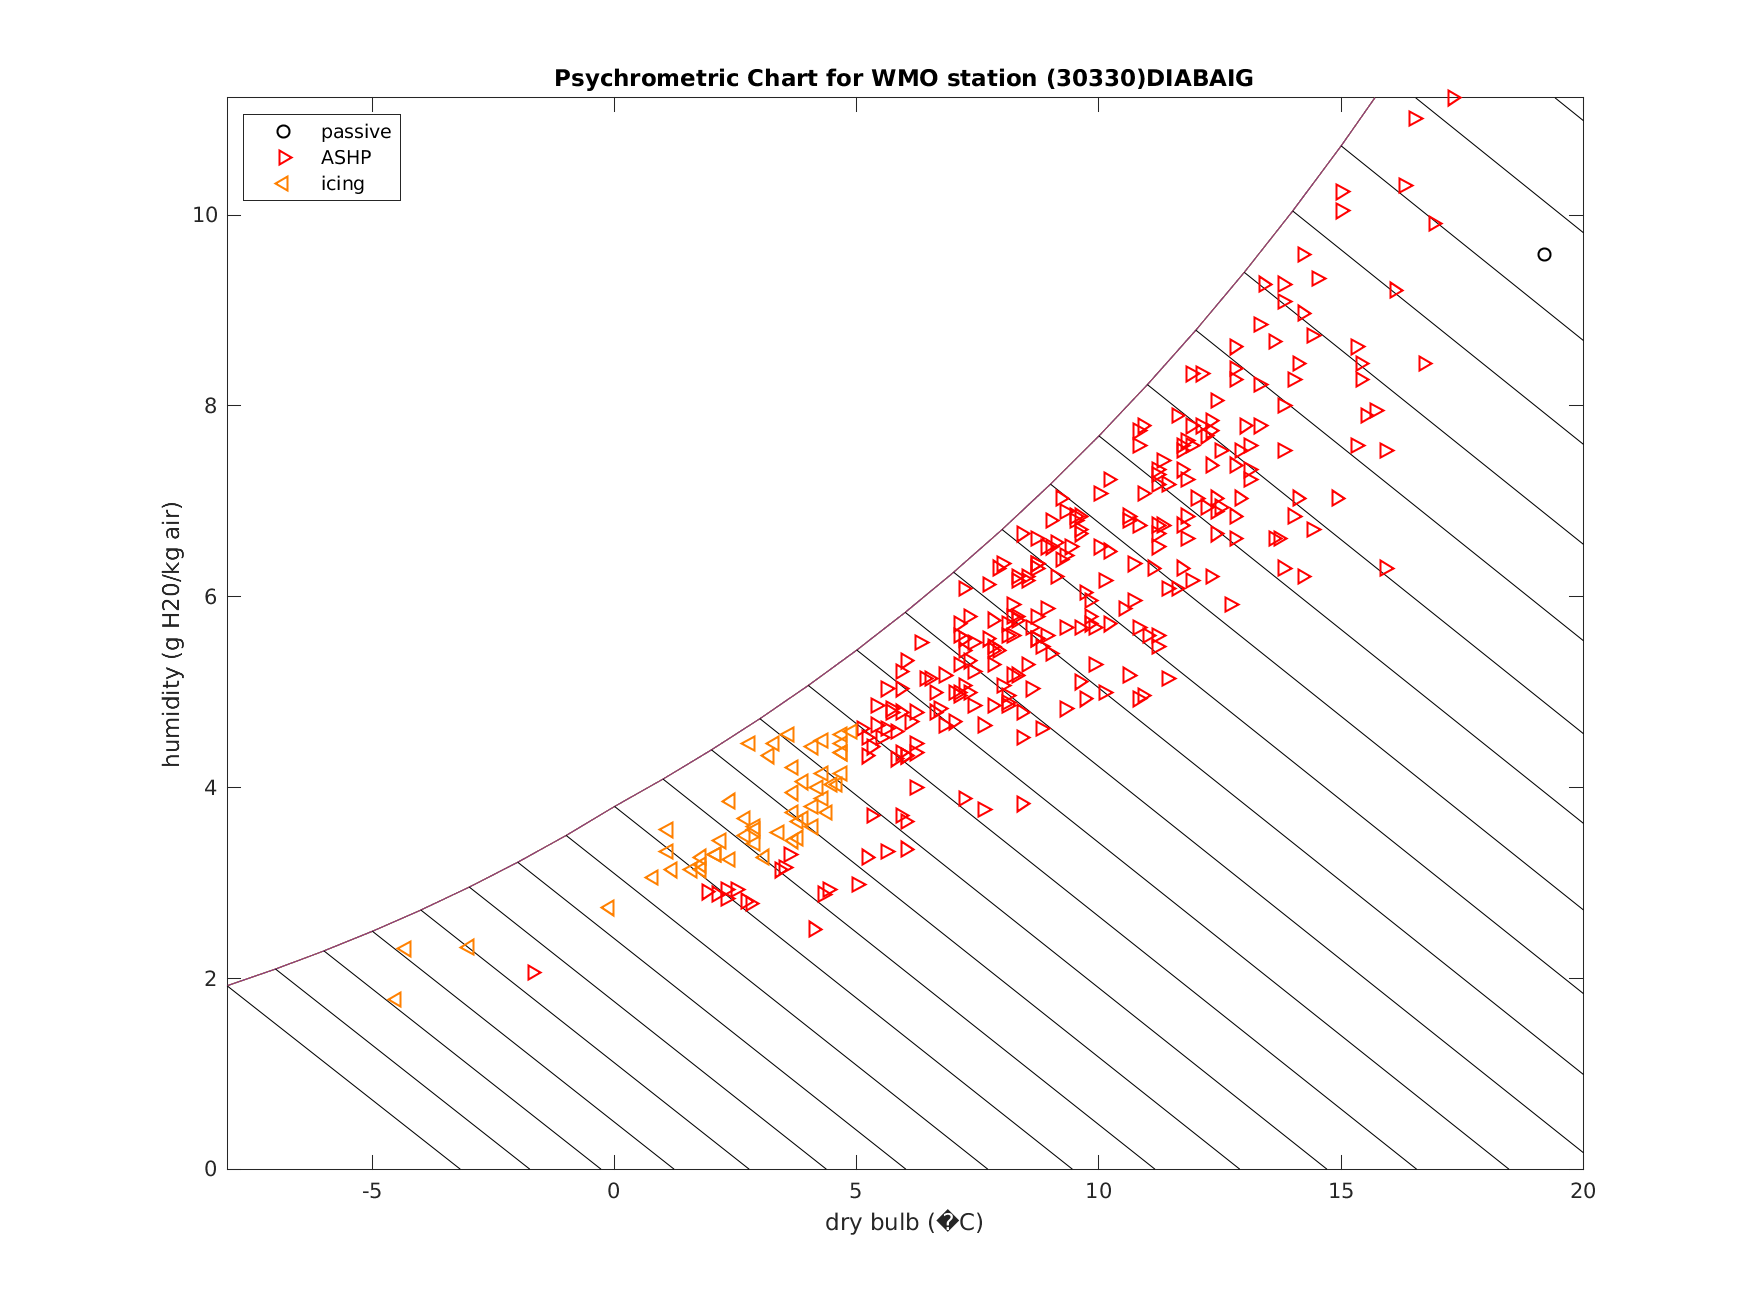 Psychrometric Chart for WMO station (30330)DIABAIG
passive
ASHP
icing
humidity (g H20/kg air)
10
8
6
4
2
0
-5
0
5
10
15
20
dry bulb (�C)